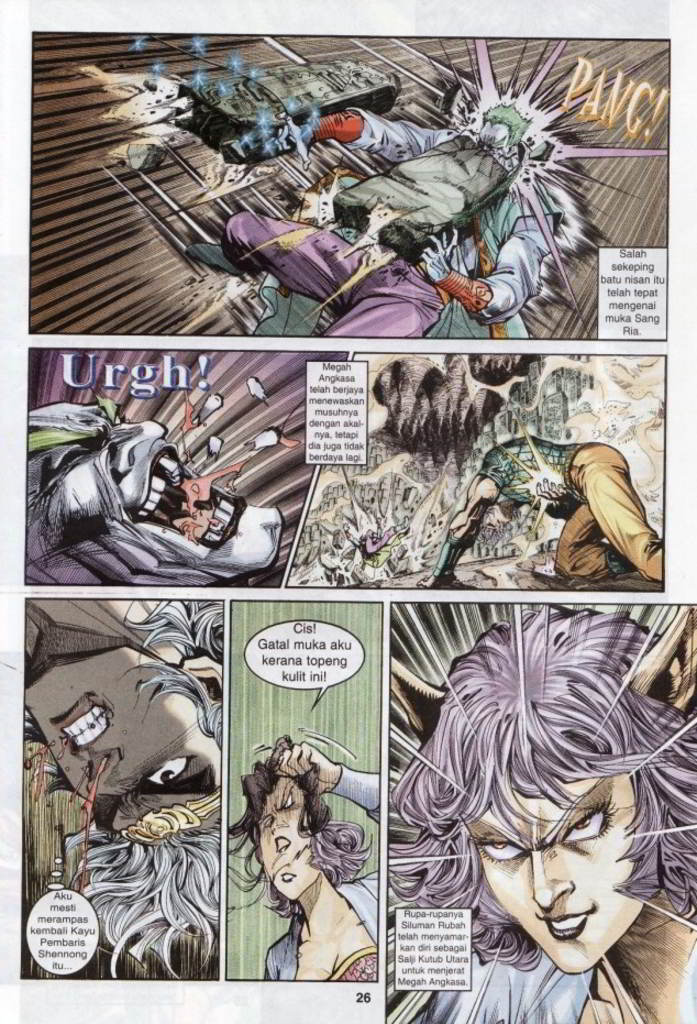 PANG!
Salah
sekeping
batu nisan itu
telah tepat
mengenai
muka Sang
Ria.
Urgh!
Megah
Angkasa
telah berjaya
menewaskan
musuhnya
dengan akal-
nya, tetapi
dia juga tidak
berdaya lagi.
Aku
mesti
merampas
kembali Kayu
Pembaris
Shennong
itu...
Cis!
Gatal muka aku
kerana topeng
kulit ini!
Rupa-rupanya
Siluman Rubah
telah menyamar-
kan diri sebagai
Salji Kutub Utara
untuk menjerat
Megah Angkasa.
26